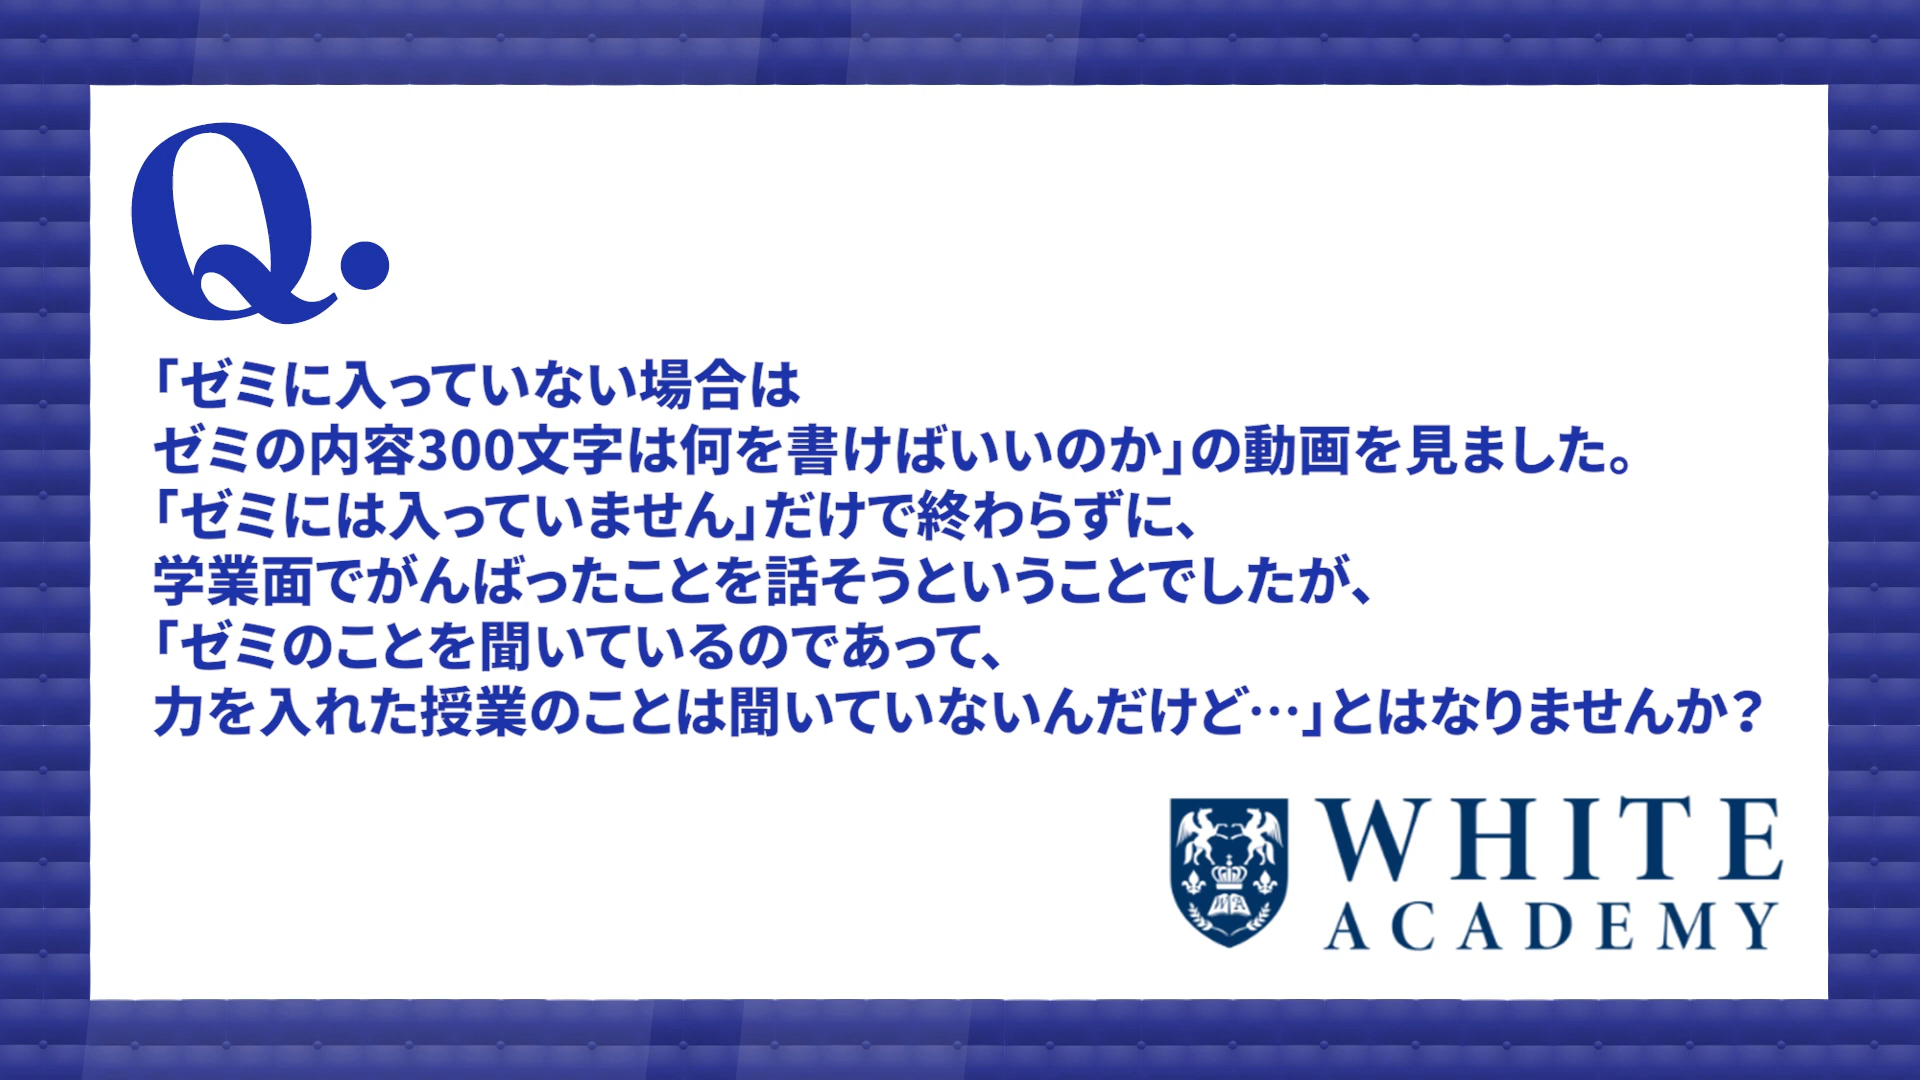 Q.
「ゼミに入っていない場合は
ゼミの内容300文字は何を書けばいいのか」の動画を見ました。
「ゼミには入っていません」だけで終わらずに、
学業面でがんばったことを話そうということでしたが、
「ゼミのことを聞いているのであって、
力を入れた授業のことは聞いていないんだけど…」とはなりませんか？
WHITE
ACADEMY